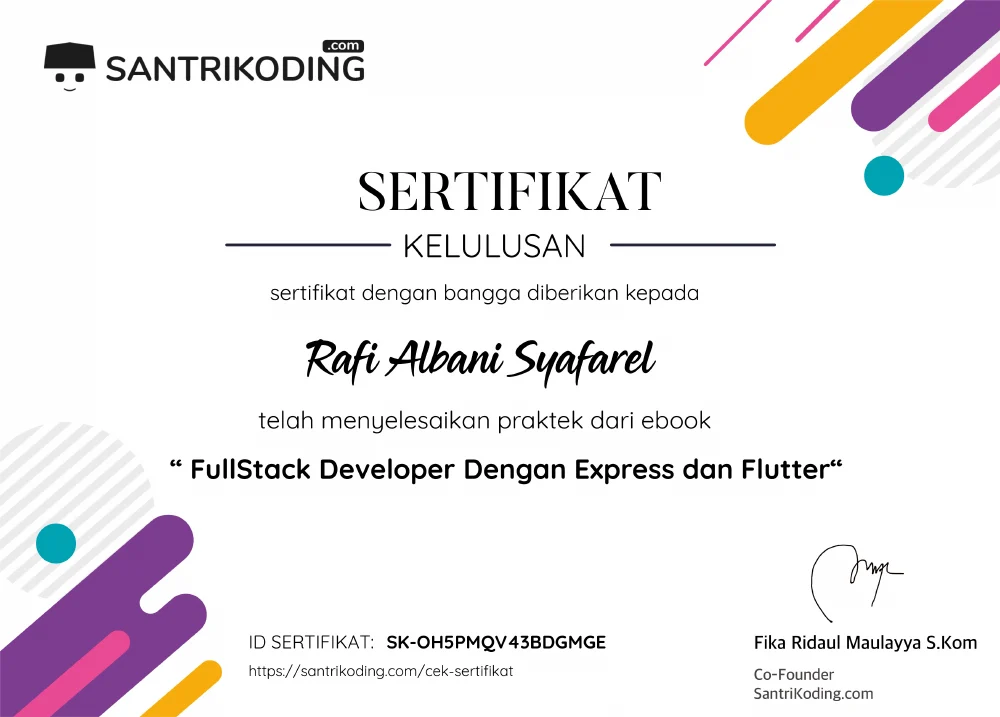 SANTRIKODING
.com
SERTIFIKAT
KELULUSAN
sertifikat dengan bangga diberikan kepada
Rafi Albani Syafarel
telah menyelesaikan praktek dari ebook
“ FullStack Developer Dengan Express dan Flutter“
ID SERTIFIKAT: SK-OH5PMQV43BDGMGE
https://santrikoding.com/cek-sertifikat
Fika Ridaul Maulayya S.Kom
Co-Founder
SantriKoding.com